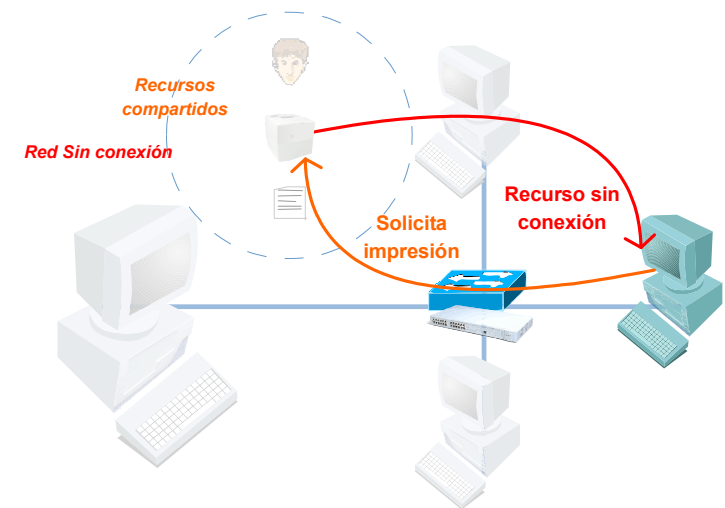 Recursos
compartidos
Red Sin conexión
Recurso sin
conexión
Solicita
impresión